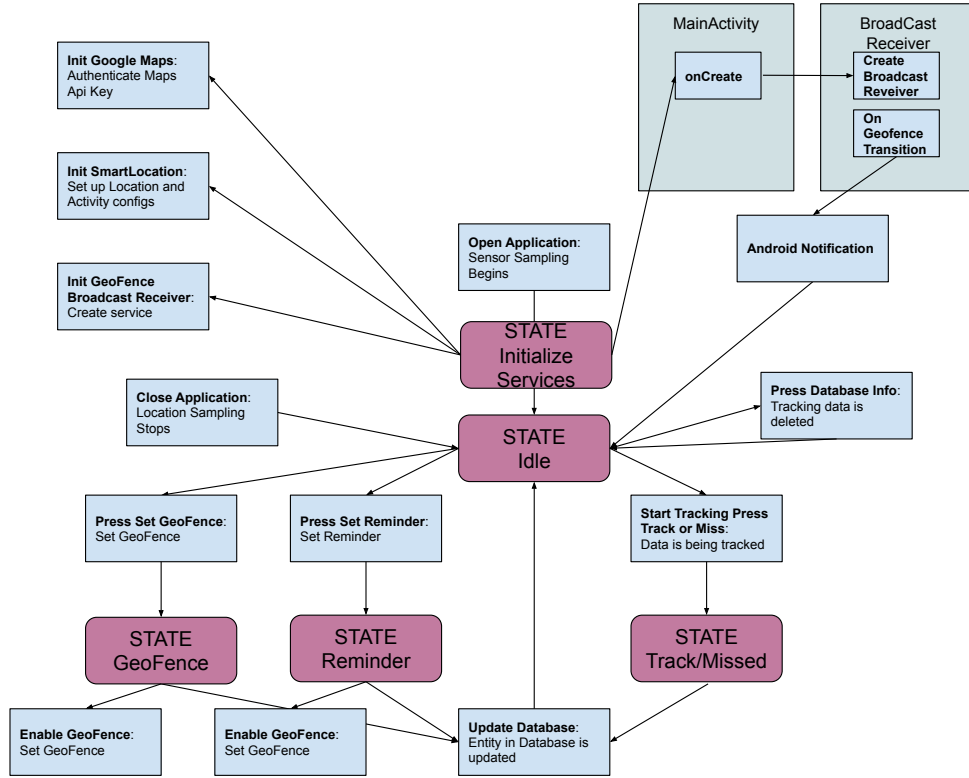 MainActivity
BroadCast
Receiver
Init Google Maps:
Authenticate Maps
Api Key
onCreate
Create
Broadcast
Reveiver
On
Geofence
Transition
Init SmartLocation:
Set up Location and
Activity configs
Open Application:
Sensor Sampling
Begins
Android Notification
Init GeoFence
Broadcast Receiver:
Create service
STATE
Initialize
Services
Close Application:
Location Sampling
Stops
STATE
Idle
Press Database Info:
Tracking data is
deleted
Press Set GeoFence:
Set GeoFence
Press Set Reminder:
Set Reminder
Start Tracking Press
Track or Miss:
Data is being tracked
STATE
GeoFence
STATE
Reminder
STATE
Track/Missed
Enable GeoFence:
Set GeoFence
Enable GeoFence:
Set GeoFence
Update Database:
Entity in Database is
updated